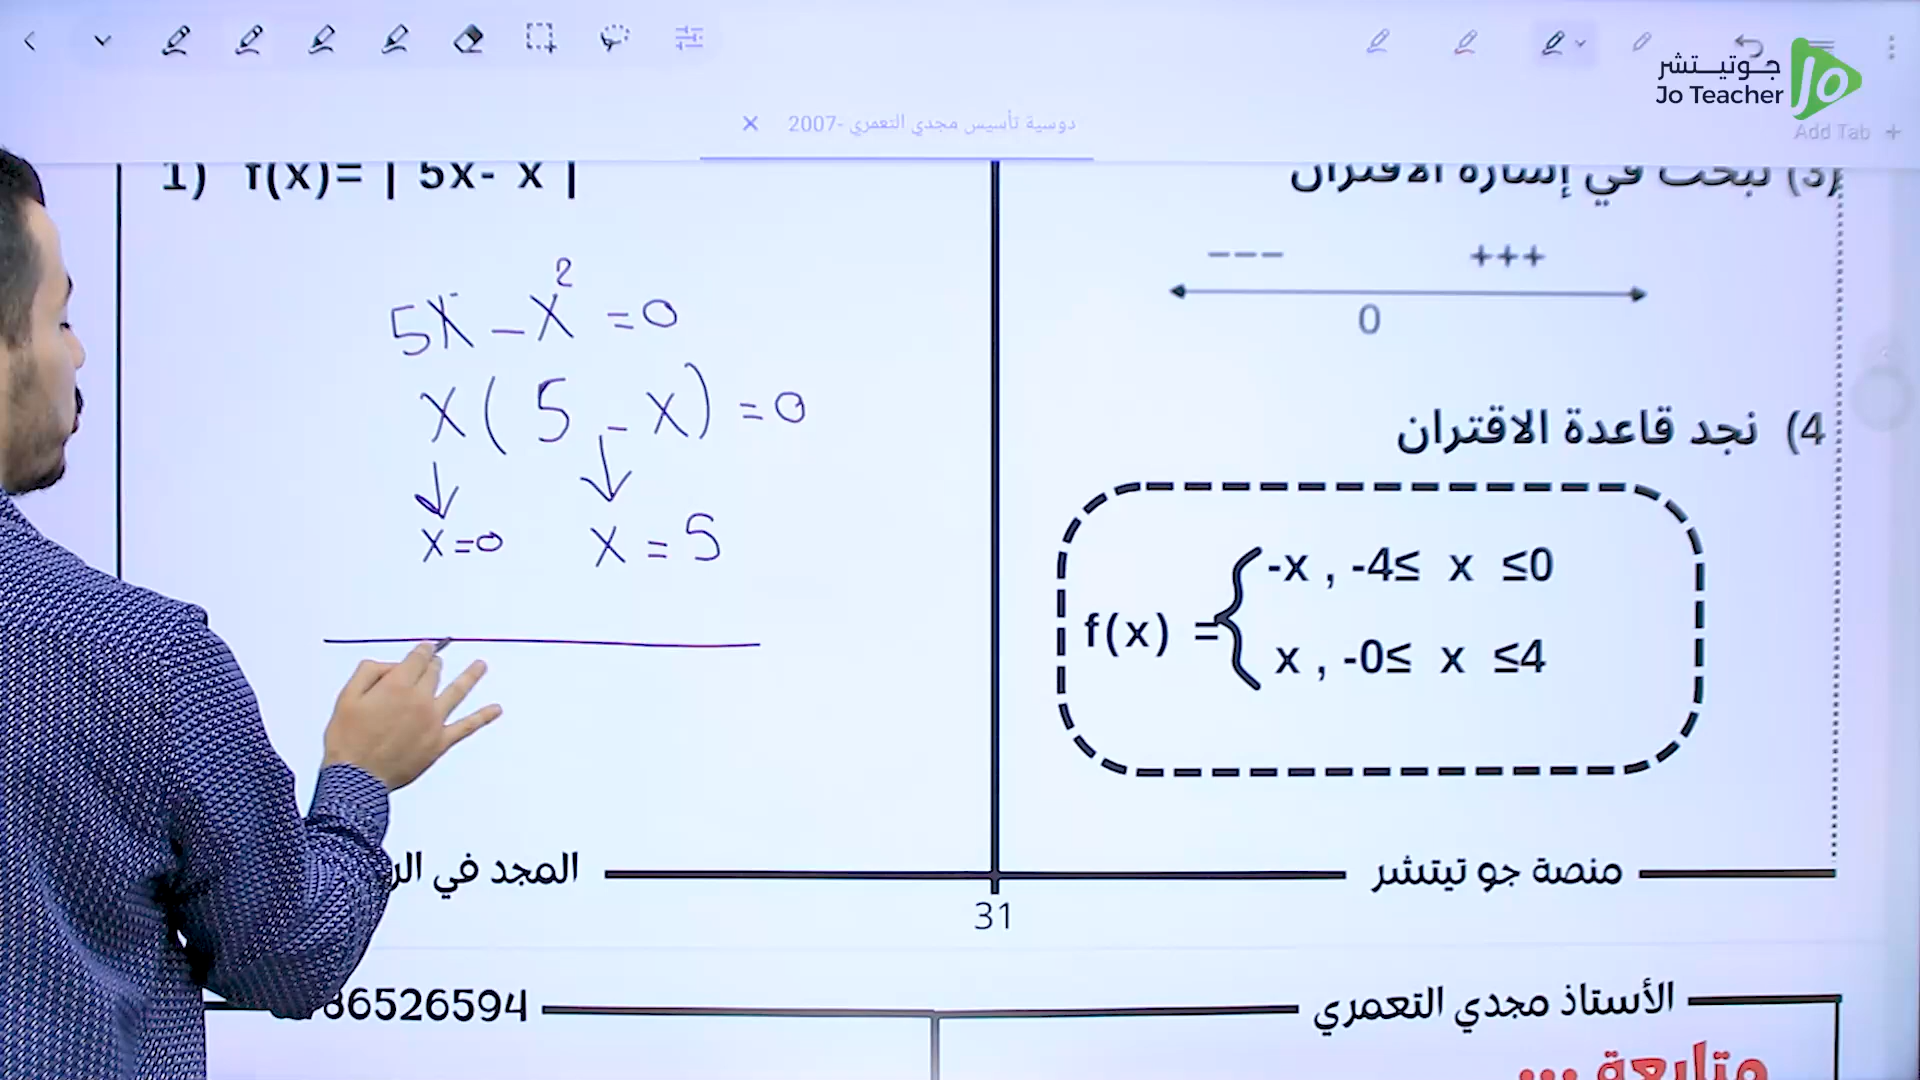 جوتيتشر
Jo Teacher
Add Tab +
دوسية تأسيس مجدي التعمري -2007
1) f(x)= | 5x- x |
5x - x² = 0
x ( 5 - x ) = 0
x = 0 x = 5
(3) نبحث في إشارة الاقتران
--- +++
0
4) نجد قاعدة الاقتران
f(x) = { -x , -4≤ x ≤0
x , -0≤ x ≤4
المجد في
منصة جو تيتشر
31
86526594
الأستاذ مجدي التعمري
متابعة ...